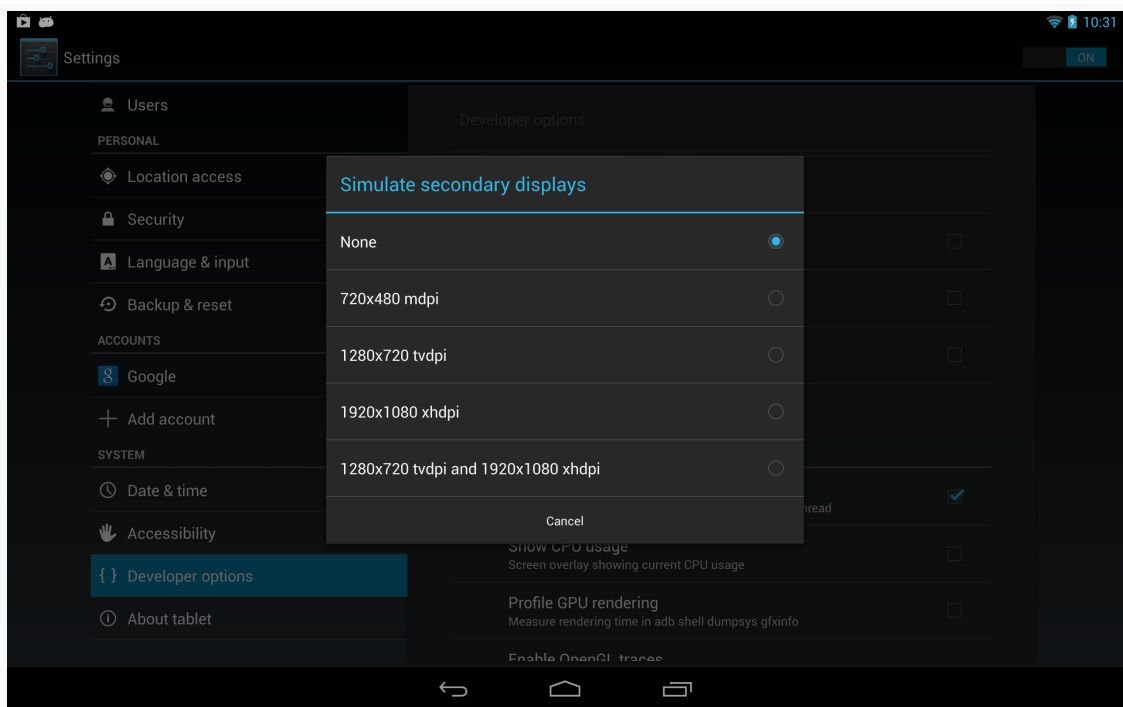 10:31
Settings
ON
Users
PERSONAL
Location access
Security
Language & input
Backup & reset
ACCOUNTS
Google
Add account
SYSTEM
Date & time
Accessibility
{ } Developer options
About tablet
Developer options
Simulate secondary displays
None
720x480 mdpi
1280x720 tvdpi
1920x1080 xhdpi
1280x720 tvdpi and 1920x1080 xhdpi
Cancel
Show CPU usage
Screen overlay showing current CPU usage
Profile GPU rendering
Measure rendering time in adb shell dumpsys gfxinfo
Enable OpenGL traces